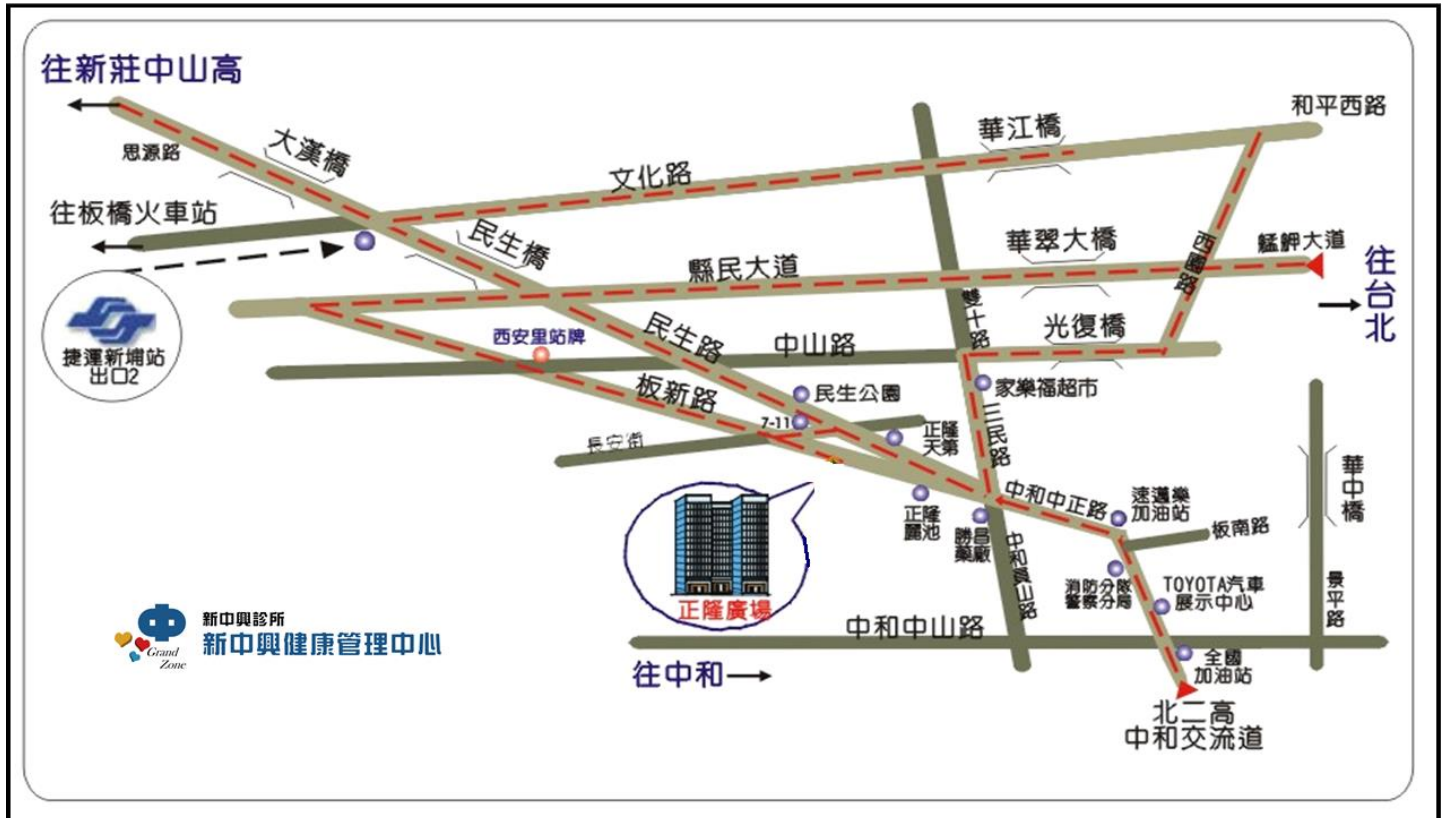 往新莊中山高
和平西路
華江橋
大漢橋
思源路
文化路
往板橋火車站
民生橋
華翠大橋
西園路
艋舺大道
往台北
縣民大道
捷運新埔站
出口2
西安里站牌
民生路
中山路
雙十路
光復橋
板新路
民生公園
家樂福超市
7-11
長安街
正隆
天第
三民路
華中橋
中和中正路
速邁樂
加油站
正隆
麗池
勝昌
藥廠
板南路
中和員山路
消防分隊
警察分局
TOYOTA汽車
展示中心
景平路
正隆廣場
新中興診所
新中興健康管理中心
Grand
Zone
中和中山路
往中和
全國
加油站
北二高
中和交流道